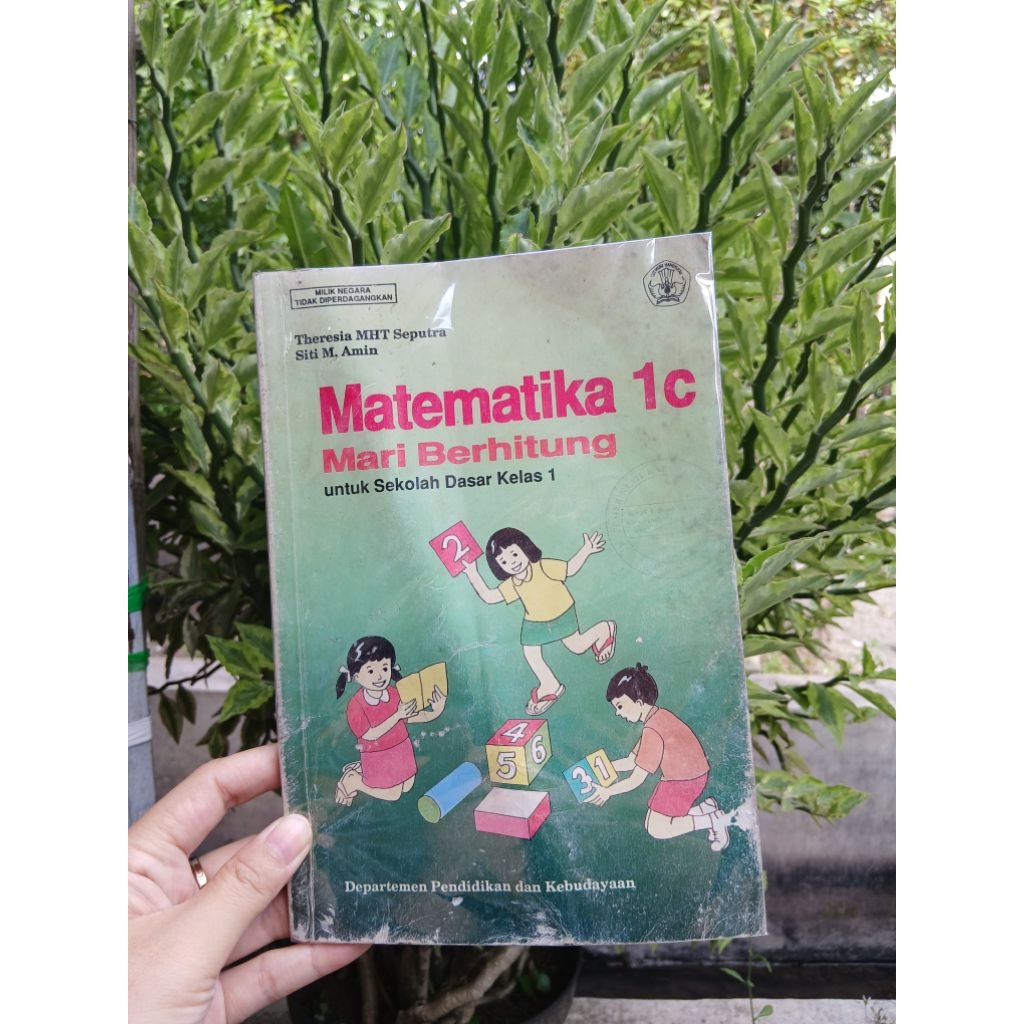 MILIK NEGARA
TIDAK DIPERDAGANGKAN
Theresia MHT Seputra
Siti M. Amin
Matematika 1c
Mari Berhitung
untuk Sekolah Dasar Kelas 1
2
4
5 6
3 1
Departemen Pendidikan dan Kebudayaan